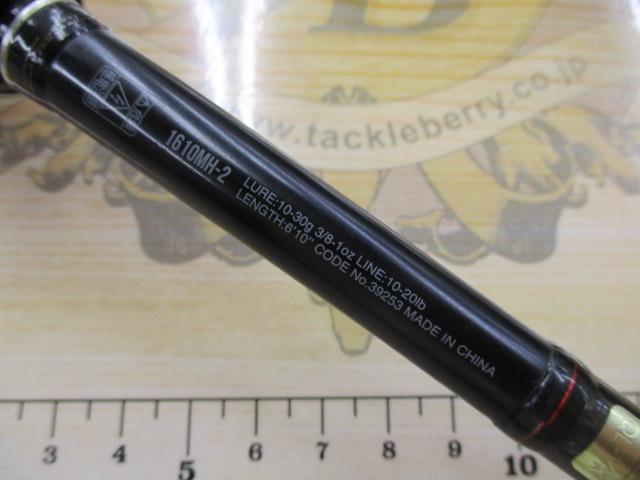 www.tackleberry.co.jp
1610MH-2
LURE:10-30g 3/8-1oz LINE:10-20lb
LENGTH:6'10" CODE No.39253 MADE IN CHINA
3 4 5 6 7 8 9 10